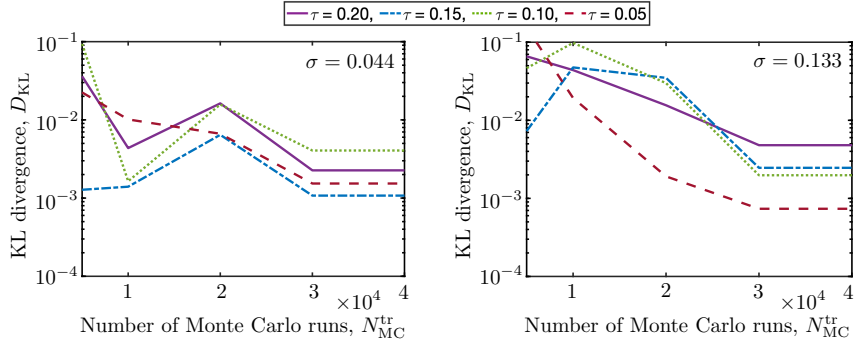 τ = 0.20, τ = 0.15, τ = 0.10, τ = 0.05
σ = 0.044
KL divergence, D_KL
10^−1
10^−2
10^−3
10^−4
1 2 3 4
×10^4
Number of Monte Carlo runs, N_MC^tr
σ = 0.133
KL divergence, D_KL
10^−1
10^−2
10^−3
10^−4
1 2 3 4
×10^4
Number of Monte Carlo runs, N_MC^tr